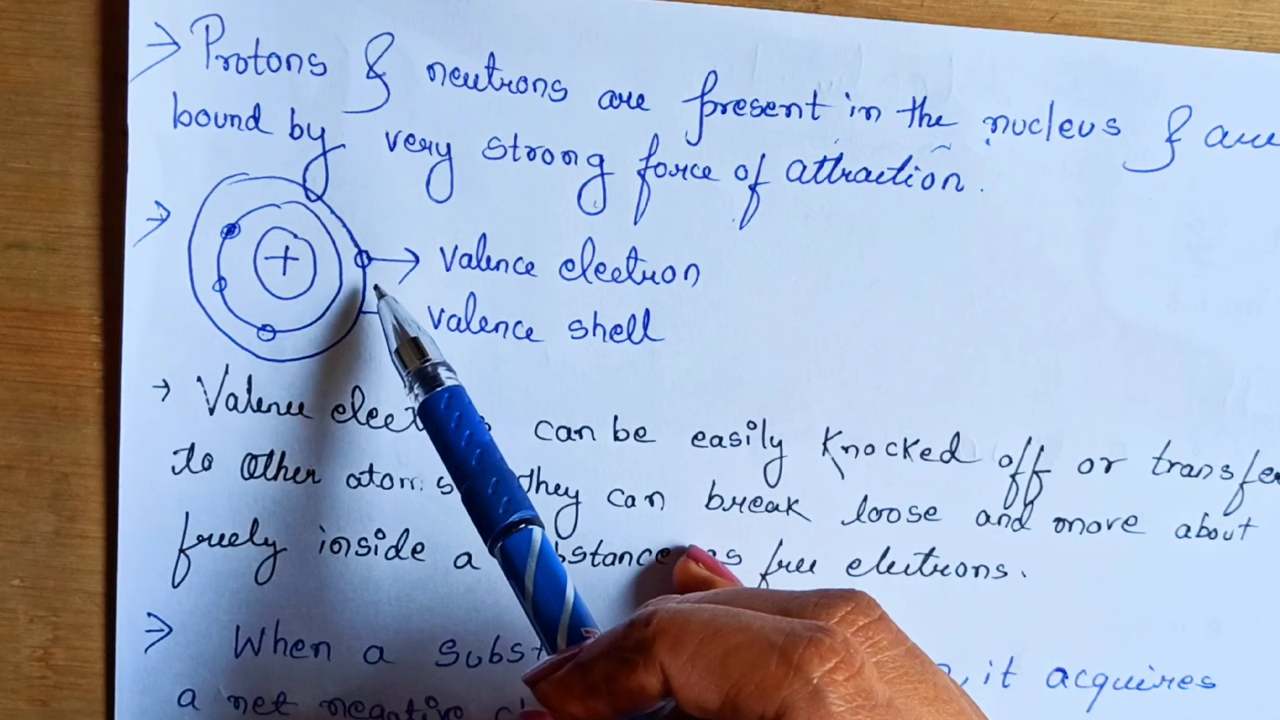 → Protons & neutrons are present in the nucleus & are
bound by very strong force of attraction.
→ +
→ valence electron
valence shell
→ Valence can be easily knocked off or
to other they can break loose and move about
freely inside a as free electrons.
→ When a it acquires
a net negative